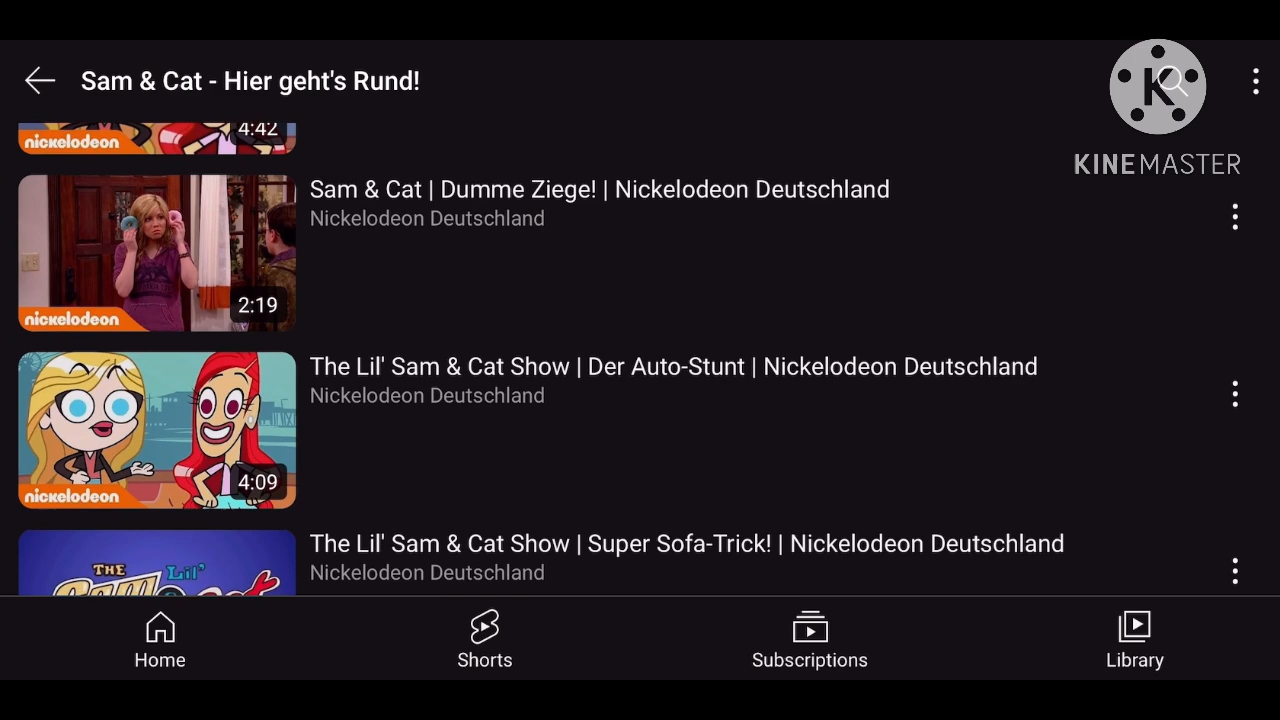 Sam & Cat - Hier geht's Rund!
K
KINEMASTER
4:42
nickelodeon
Sam & Cat | Dumme Ziege! | Nickelodeon Deutschland
Nickelodeon Deutschland
2:19
nickelodeon
The Lil' Sam & Cat Show | Der Auto-Stunt | Nickelodeon Deutschland
Nickelodeon Deutschland
4:09
nickelodeon
The Lil' Sam & Cat Show | Super Sofa-Trick! | Nickelodeon Deutschland
Nickelodeon Deutschland
THE Lil'
Home
Shorts
Subscriptions
Library